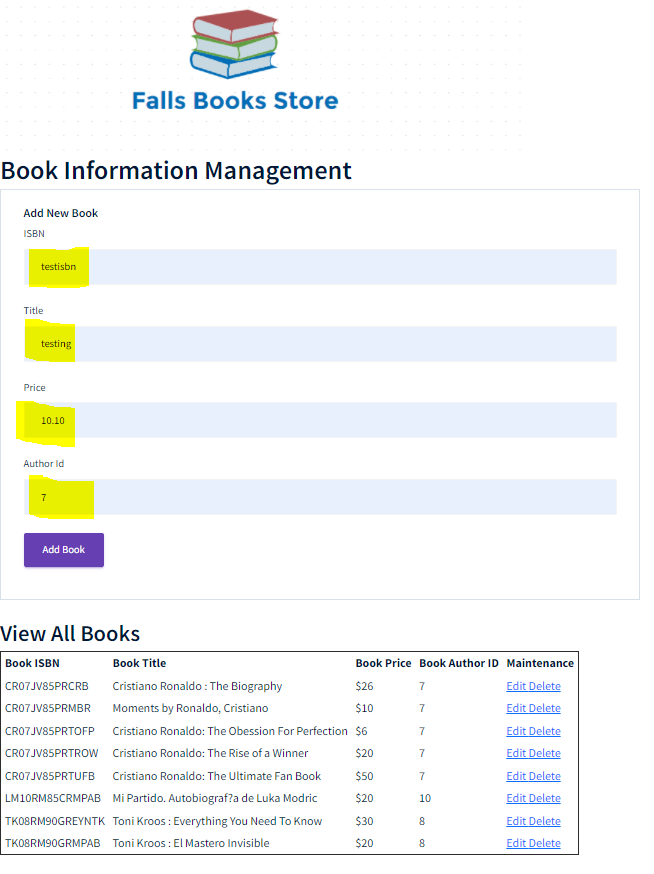 Falls Books Store
Book Information Management
Add New Book
ISBN
testisbn
Title
testing
Price
10.10
Author Id
7
Add Book
View All Books
Book ISBN Book Title Book Price Book Author ID Maintenance
CR07JV85PRCRB Cristiano Ronaldo : The Biography $26 7 Edit Delete
CR07JV85PRMBR Moments by Ronaldo, Cristiano $10 7 Edit Delete
CR07JV85PRTOFP Cristiano Ronaldo: The Obession For Perfection $6 7 Edit Delete
CR07JV85PRTROW Cristiano Ronaldo: The Rise of a Winner $20 7 Edit Delete
CR07JV85PRTUFB Cristiano Ronaldo: The Ultimate Fan Book $50 7 Edit Delete
LM10RM85CRMPAB Mi Partido. Autobiograf?a de Luka Modric $20 10 Edit Delete
TK08RM90GREYNTK Toni Kroos : Everything You Need To Know $30 8 Edit Delete
TK08RM90GRMPAB Toni Kroos : El Mastero Invisible $20 8 Edit Delete